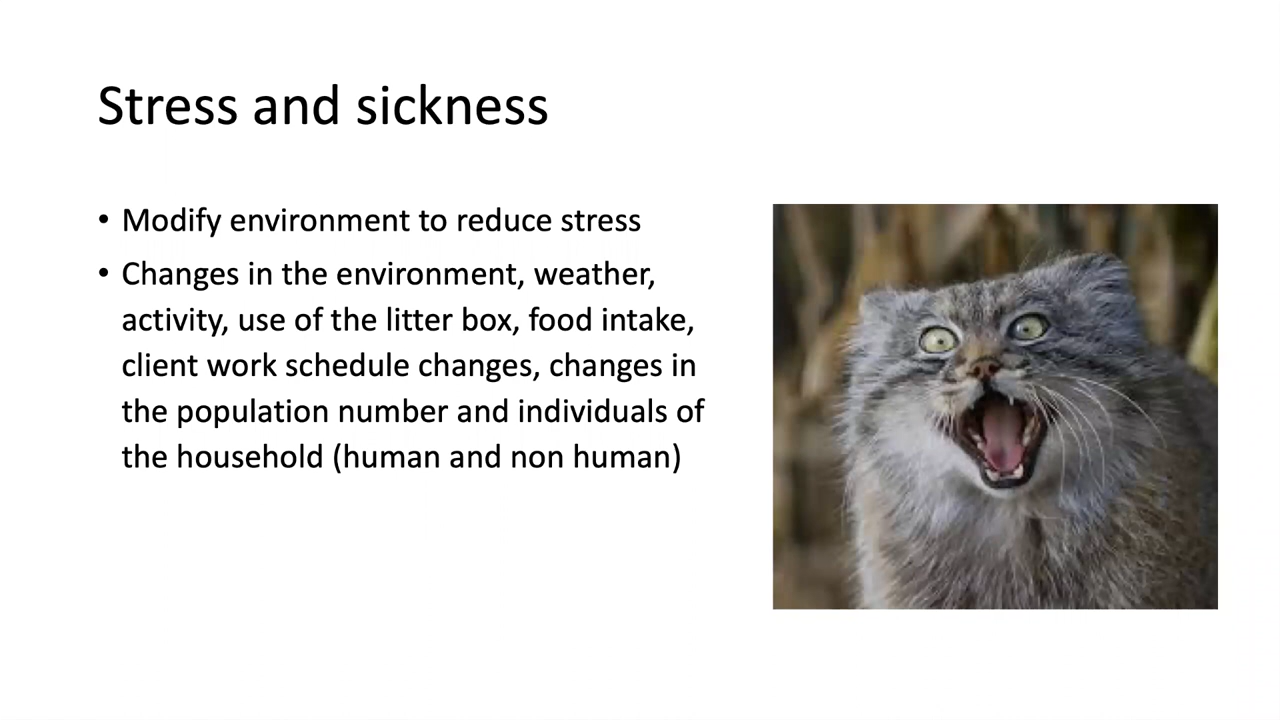 Stress and sickness
• Modify environment to reduce stress
• Changes in the environment, weather,
activity, use of the litter box, food intake,
client work schedule changes, changes in
the population number and individuals of
the household (human and non human)